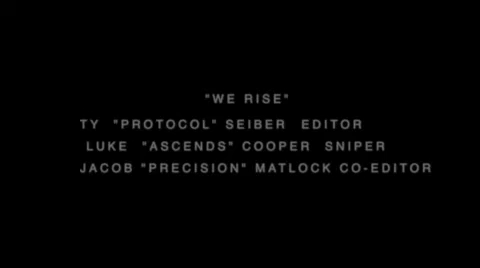 "WE RISE"
TY "PROTOCOL" SEIBER EDITOR
LUKE "ASCENDS" COOPER SNIPER
JACOB "PRECISION" MATLOCK CO-EDITOR